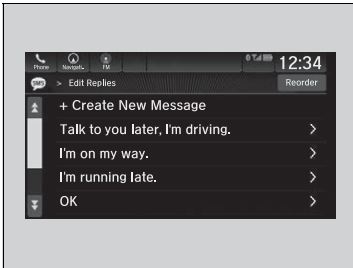 Phone Navigati.. FM 12:34
SMS > Edit Replies Reorder
+ Create New Message
Talk to you later, I'm driving. >
I'm on my way. >
I'm running late. >
OK >